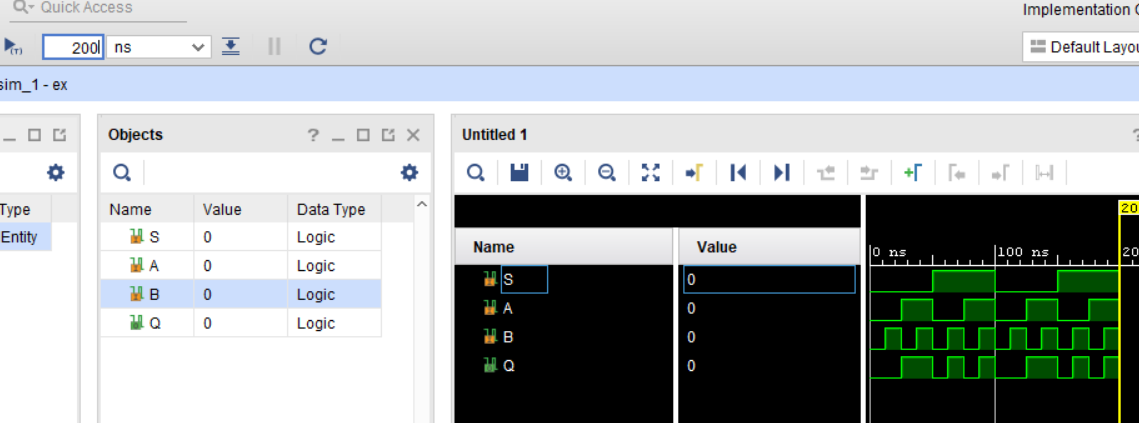 Quick Access
Implementation C
(T) 200 ns
Default Layou
sim_1 - ex
Objects ?
Untitled 1 ?
Type
Entity
Name Value Data Type
S 0 Logic
A 0 Logic
B 0 Logic
Q 0 Logic
Name Value
S 0
A 0
B 0
Q 0
20
0 ns 100 ns 20